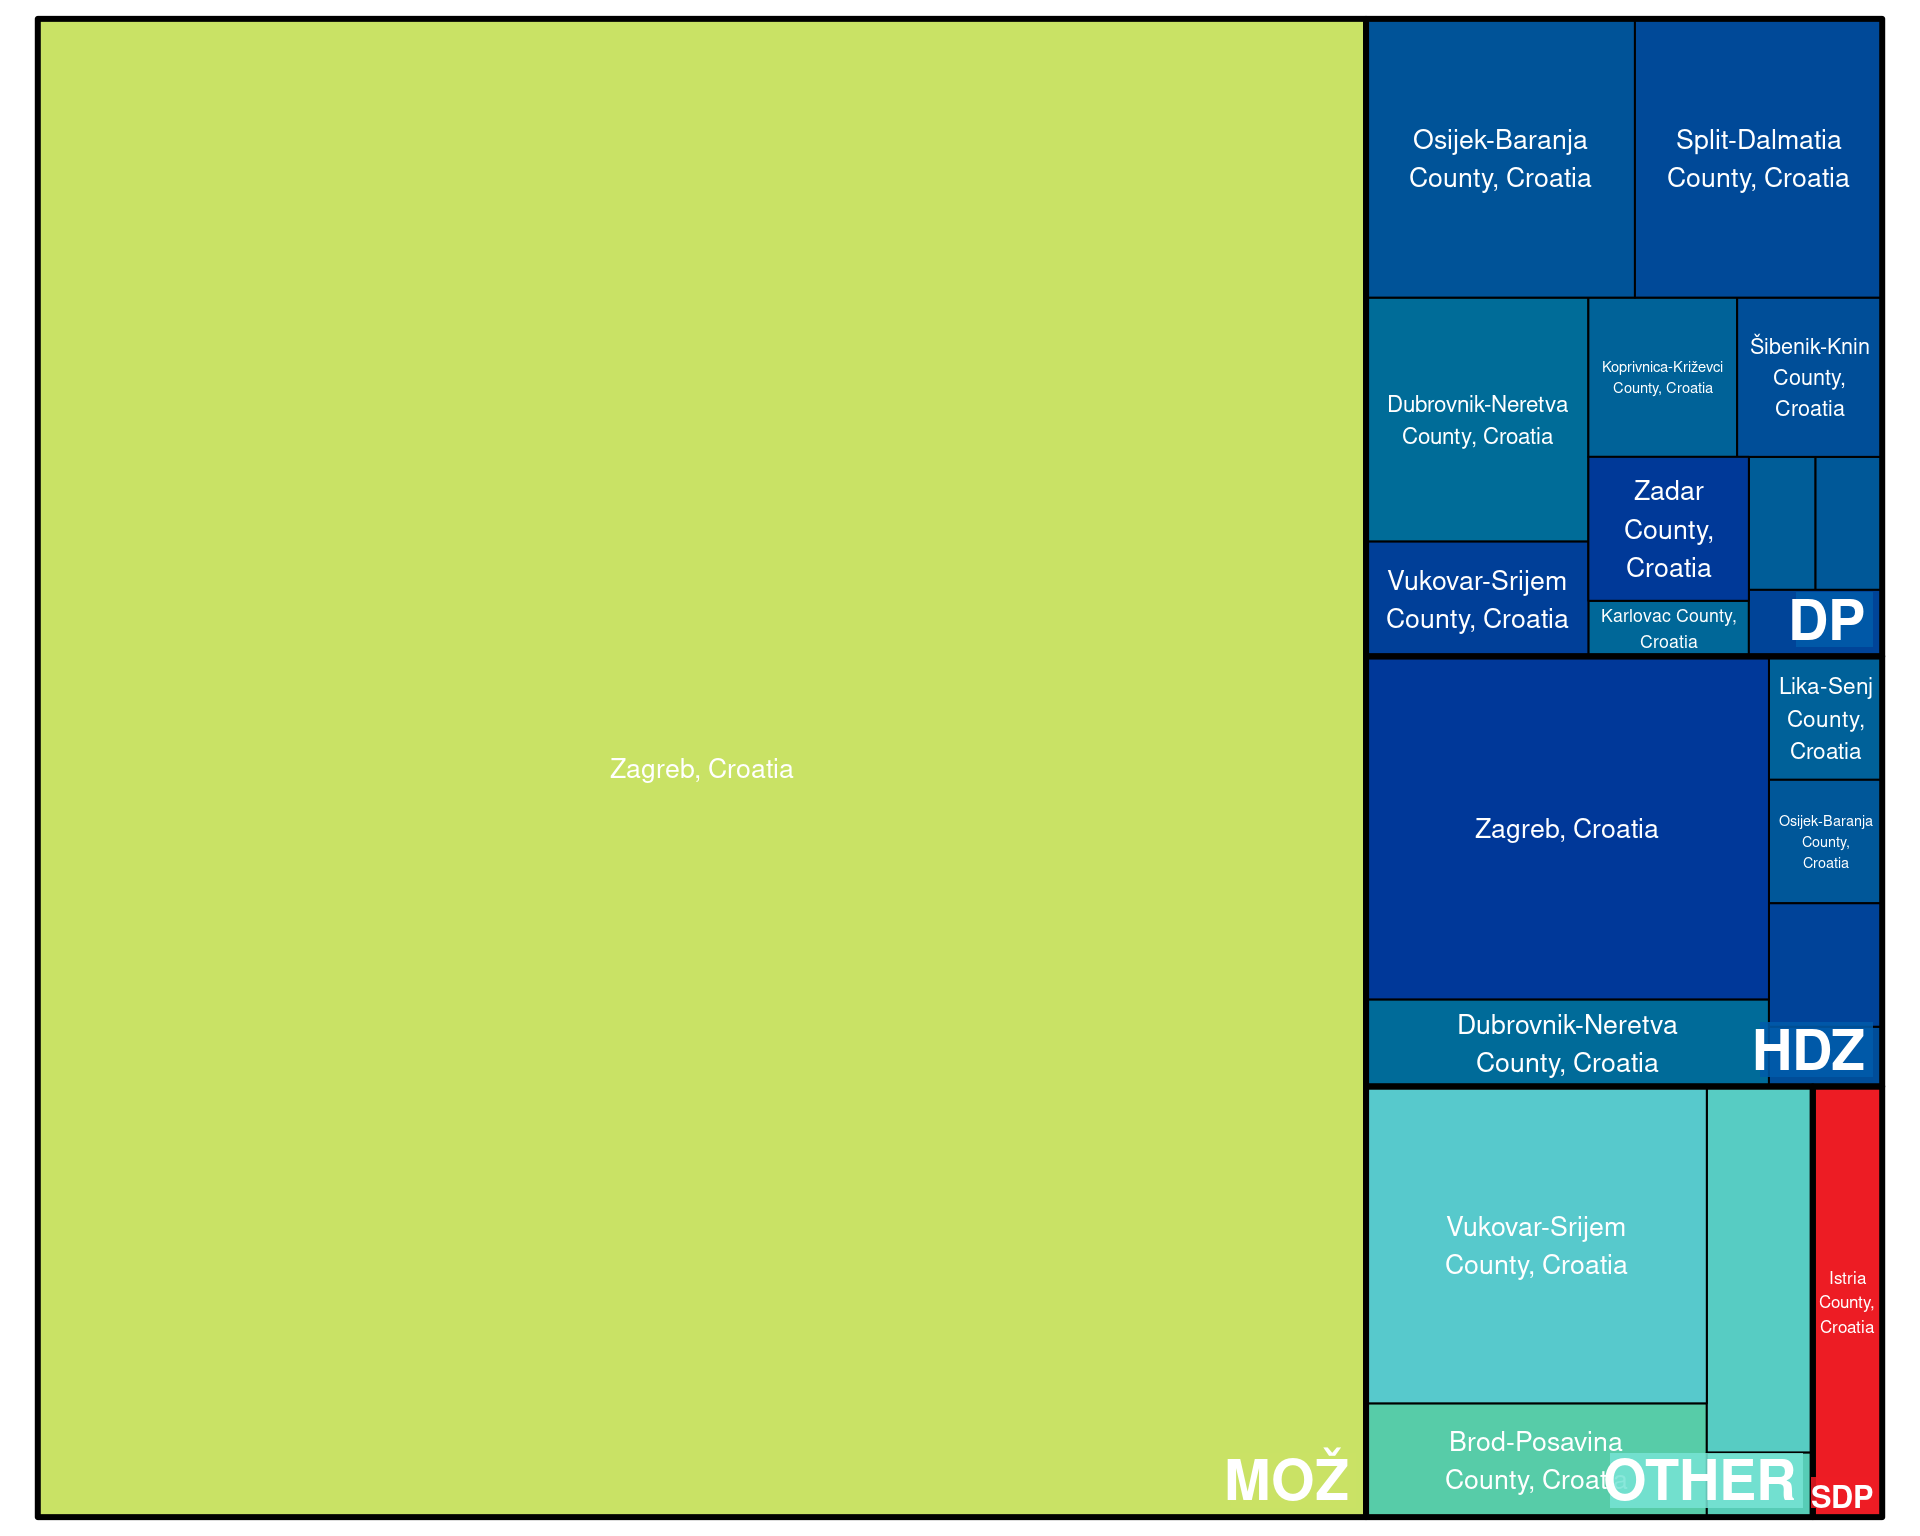 Zagreb, Croatia
MOŽ
Osijek-Baranja
County, Croatia
Split-Dalmatia
County, Croatia
Dubrovnik-Neretva
County, Croatia
Koprivnica-Križevci
County, Croatia
Šibenik-Knin
County,
Croatia
Vukovar-Srijem
County, Croatia
Zadar
County,
Croatia
Karlovac County,
Croatia
DP
Zagreb, Croatia
Lika-Senj
County,
Croatia
Osijek-Baranja
County,
Croatia
Dubrovnik-Neretva
County, Croatia
HDZ
Vukovar-Srijem
County, Croatia
Brod-Posavina
County, Croatia
OTHER
Istria
County,
Croatia
SDP